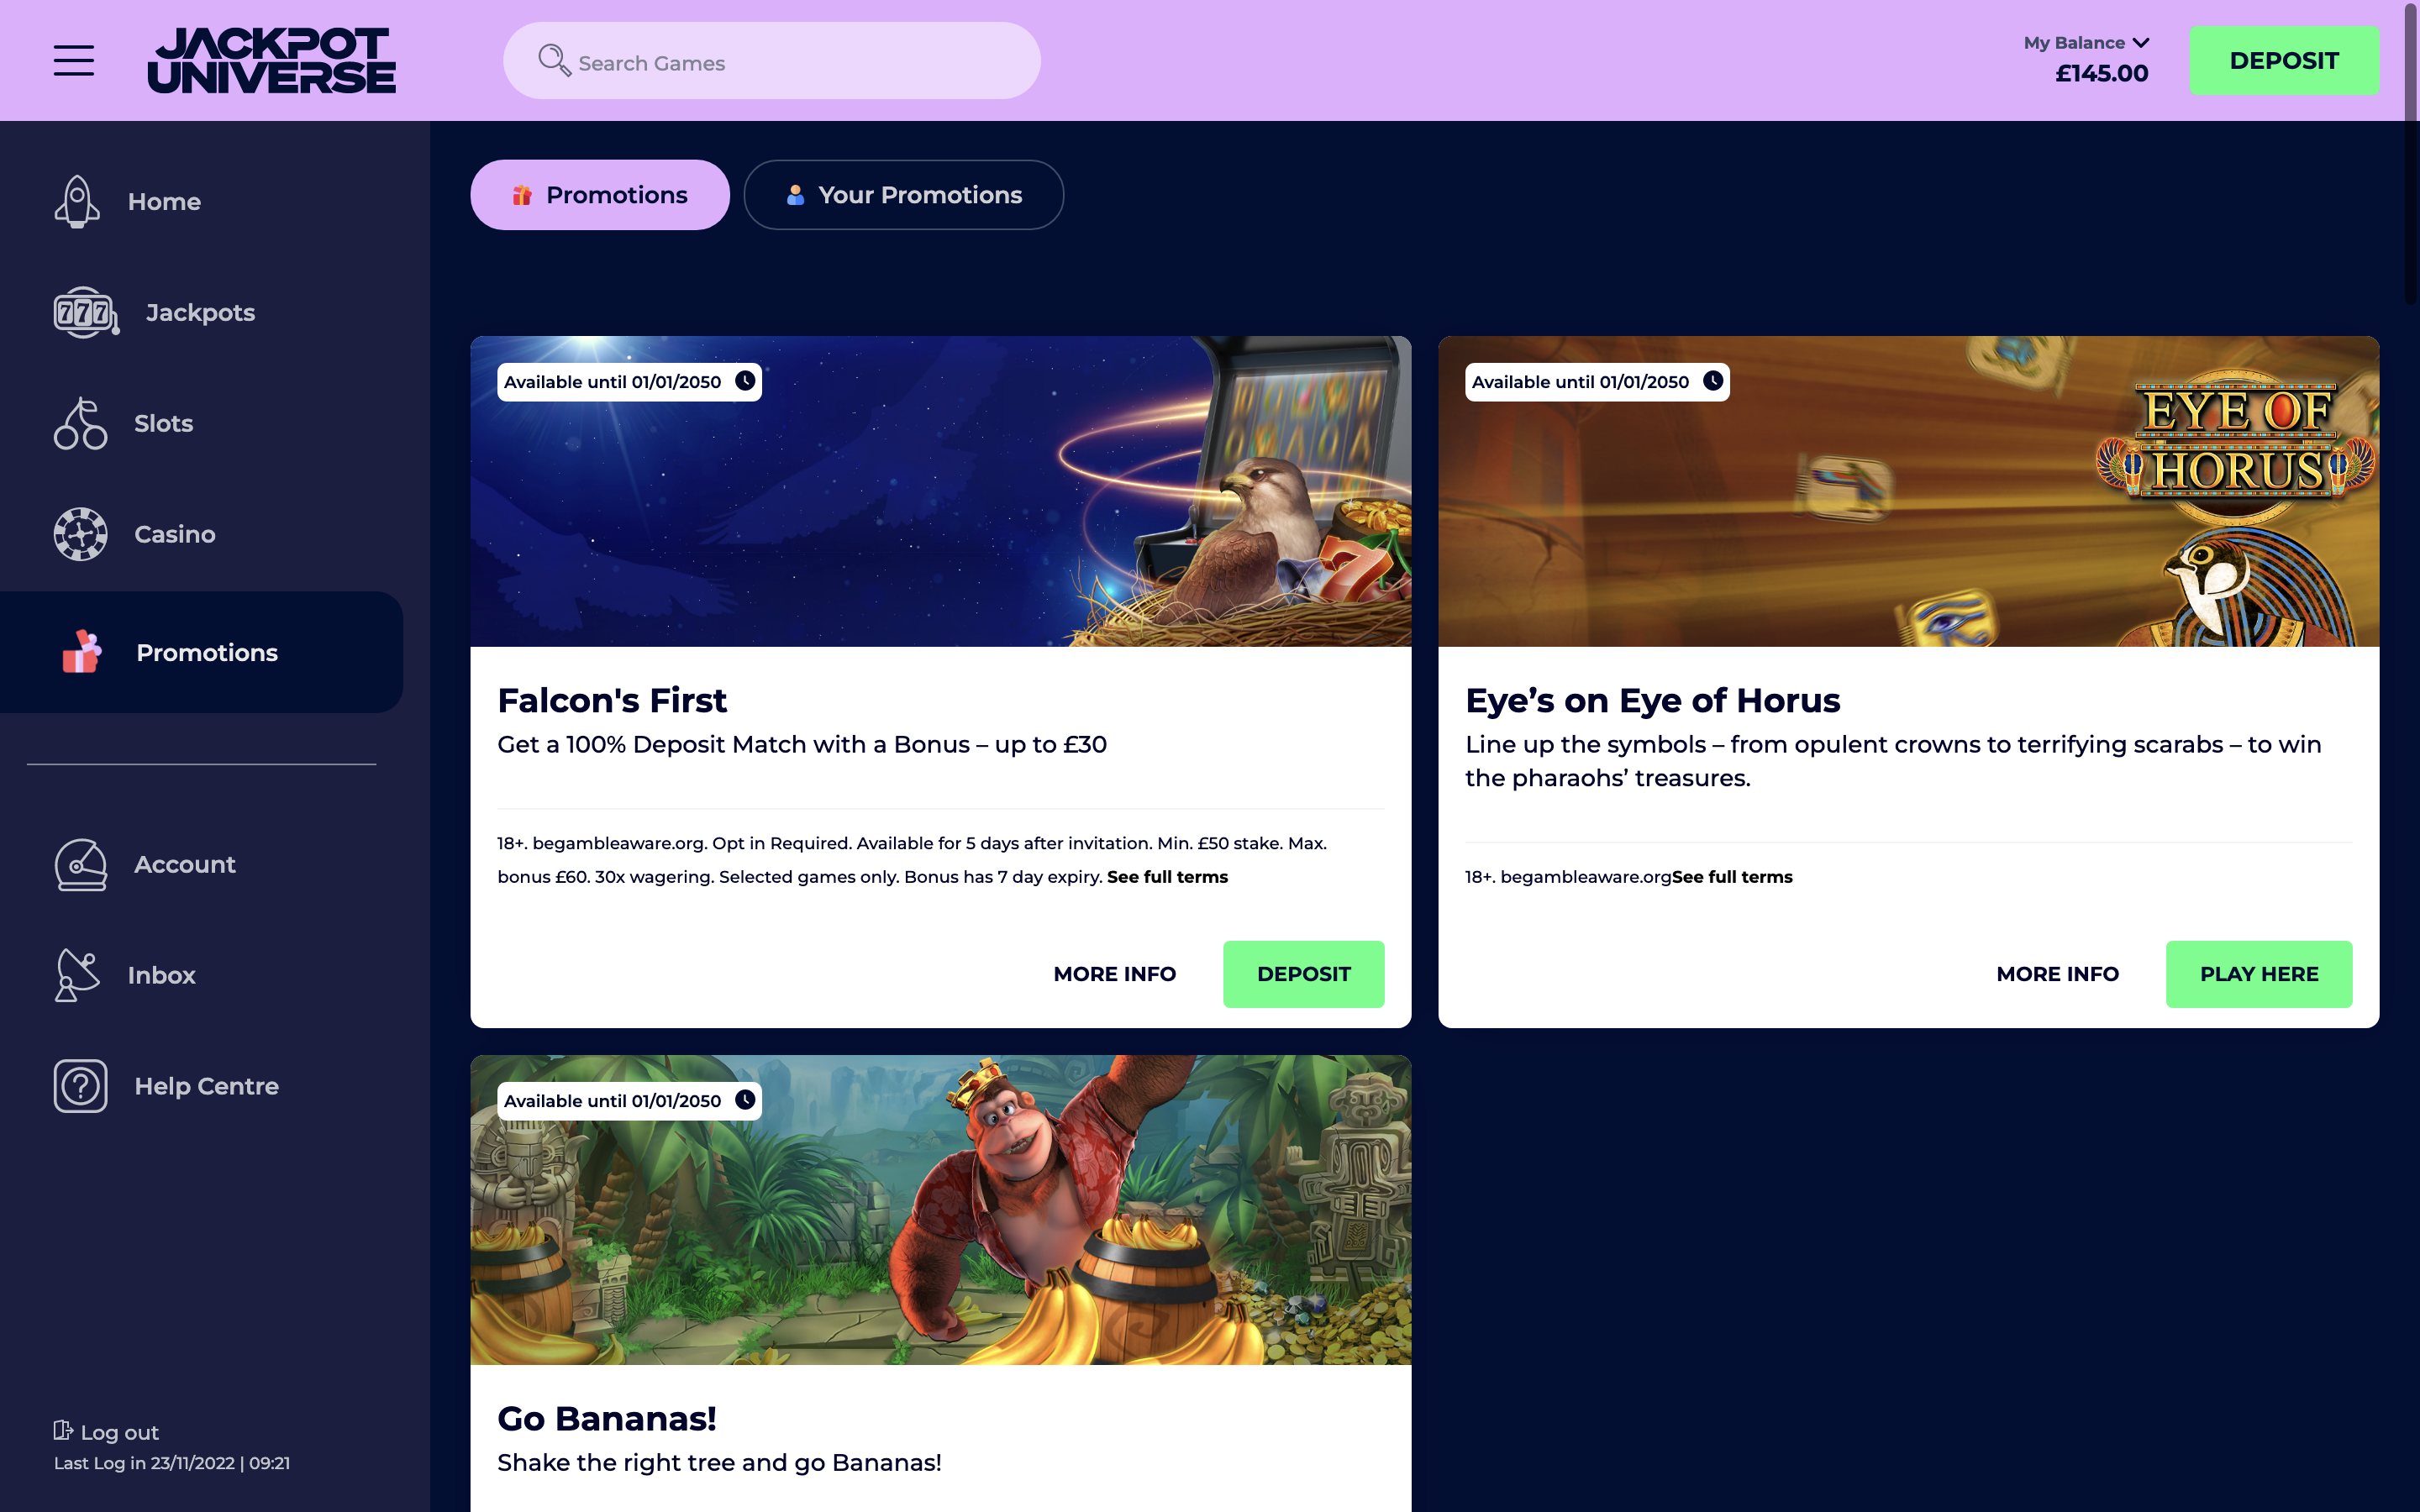 JACKPOT
UNIVERSE
Search Games
My Balance
£145.00
DEPOSIT
Home
777
Jackpots
Slots
Casino
Promotions
Account
Inbox
?
Help Centre
Log out
Last Log in 23/11/2022 | 09:21
Promotions
Your Promotions
Available until 01/01/2050
7
Falcon's First
Get a 100% Deposit Match with a Bonus – up to £30
18+. begambleaware.org. Opt in Required. Available for 5 days after invitation. Min. £50 stake. Max.
bonus £60. 30x wagering. Selected games only. Bonus has 7 day expiry. See full terms
MORE INFO
DEPOSIT
Available until 01/01/2050
EYE OF
HORUS
Eye’s on Eye of Horus
Line up the symbols – from opulent crowns to terrifying scarabs – to win
the pharaohs’ treasures.
18+. begambleaware.orgSee full terms
MORE INFO
PLAY HERE
Available until 01/01/2050
Go Bananas!
Shake the right tree and go Bananas!